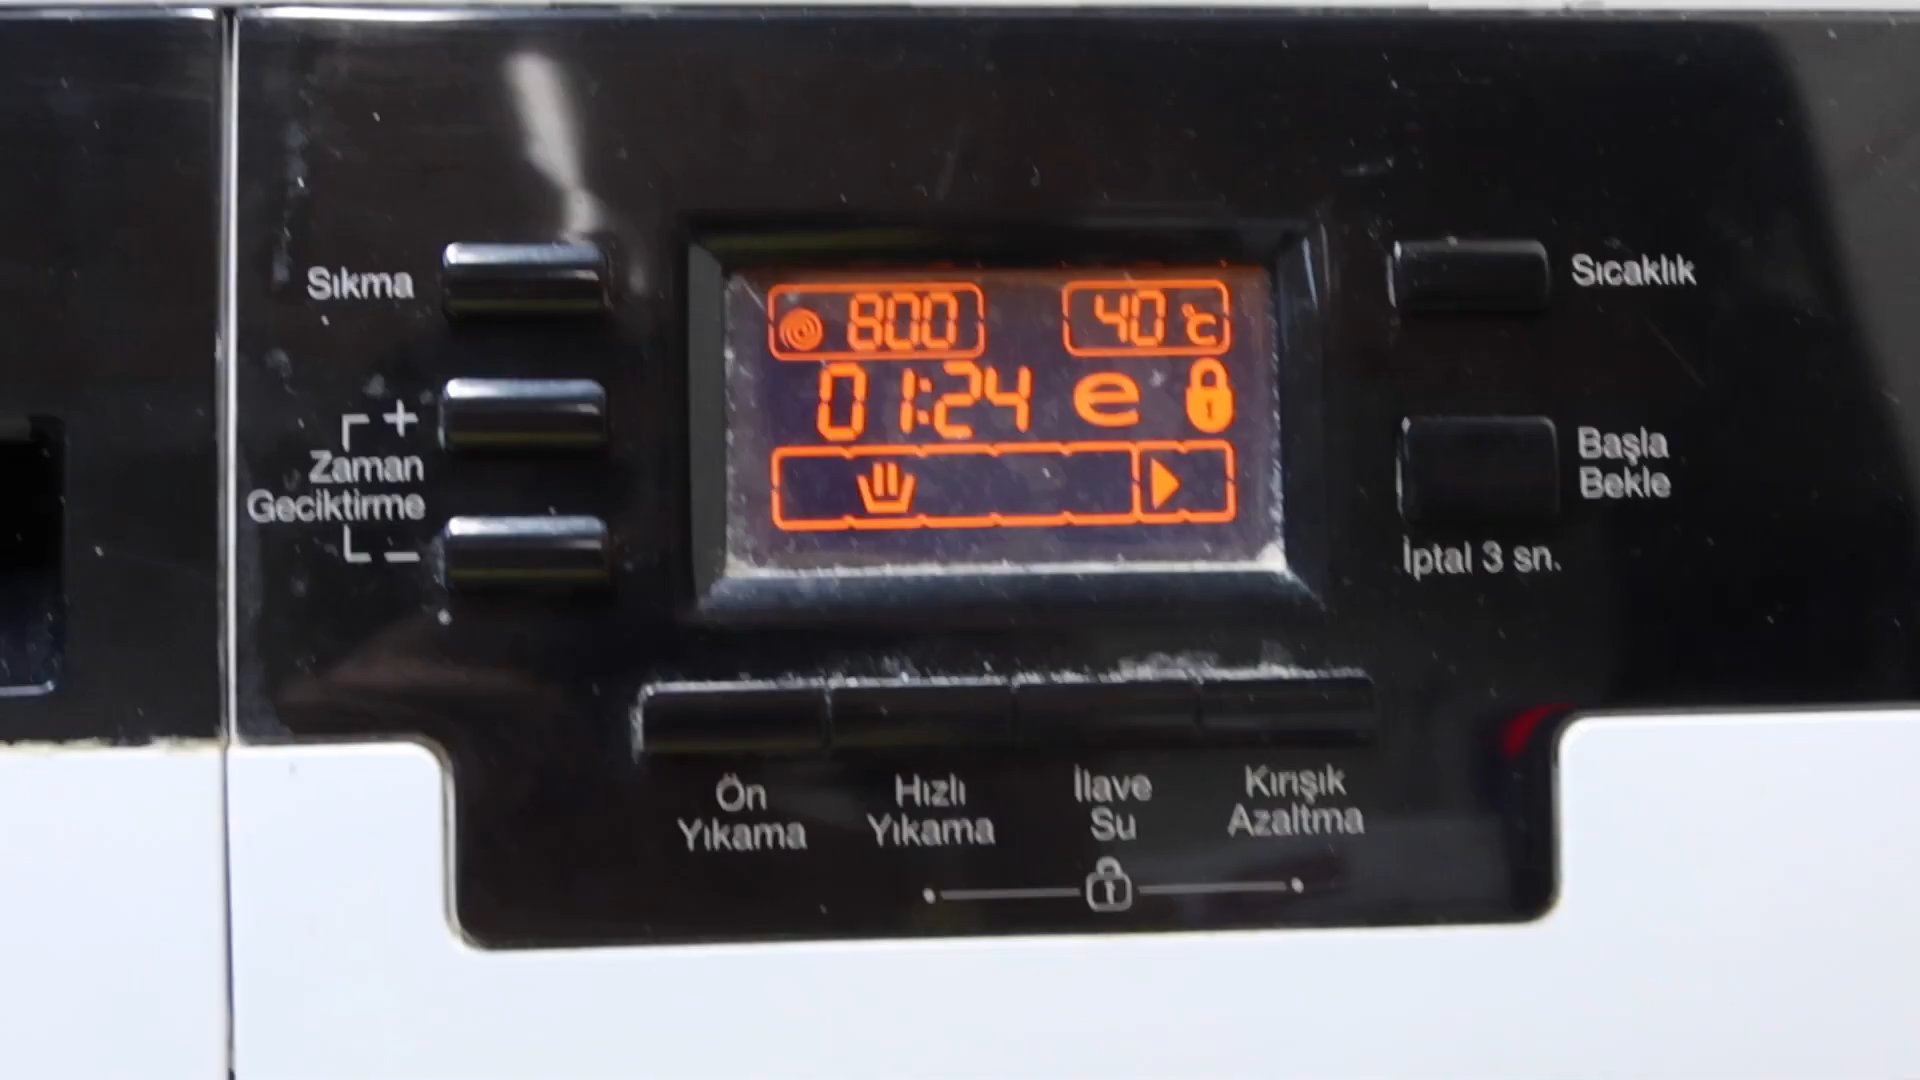 Sıkma
800
40 °C
Sıcaklık
01:24 e
+
Zaman
Geciktirme
–
Başla
Bekle
İptal 3 sn.
Ön
Yıkama
Hızlı
Yıkama
İlave
Su
Kırışık
Azaltma